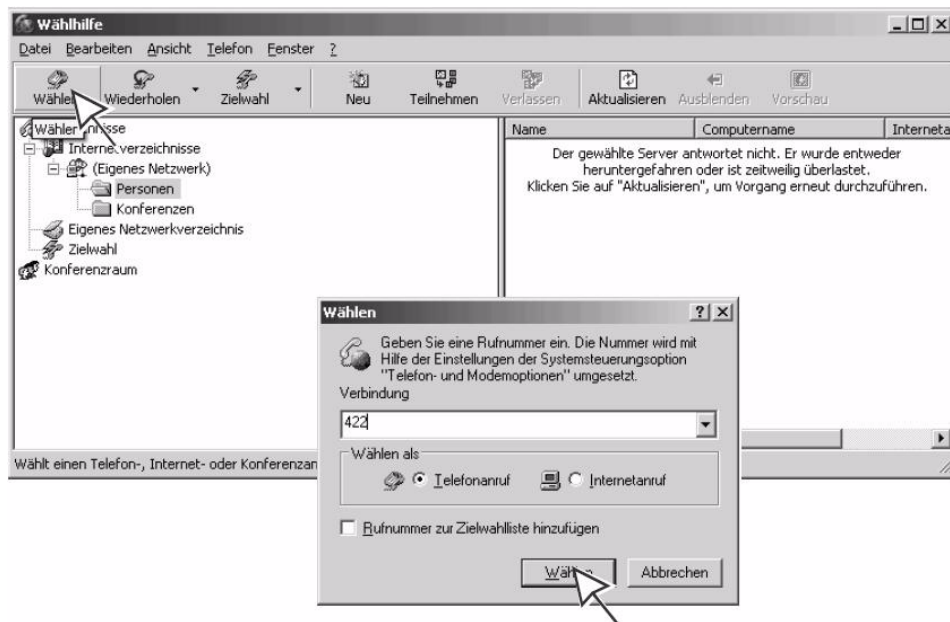 Wählhilfe
Datei Bearbeiten Ansicht Telefon Fenster ?
Wiederholen Zielwahl Neu Teilnehmen Verlassen Aktualisieren Ausblenden Vorschau
Wählen
(Eigenes Netzwerk)
Personen
Konferenzen
Eigenes Netzwerkverzeichnis
Zielwahl
Konferenzraum
Name Computername
Der gewählte Server antwortet nicht. Er wurde entweder
heruntergefahren oder ist zeitweilig überlastet.
Klicken Sie auf "Aktualisieren", um Vorgang erneut durchzuführen.
Wählt einen Telefon-, Internet- oder Konferenzan
Wählen
Geben Sie eine Rufnummer ein. Die Nummer wird mit
Hilfe der Einstellungen der Systemsteuerungsoption
"Telefon- und Modemoptionen" umgesetzt.
Verbindung
422
Wählen als
Telefonanruf Internetanruf
Rufnummer zur Zielwahlliste hinzufügen
Abbrechen